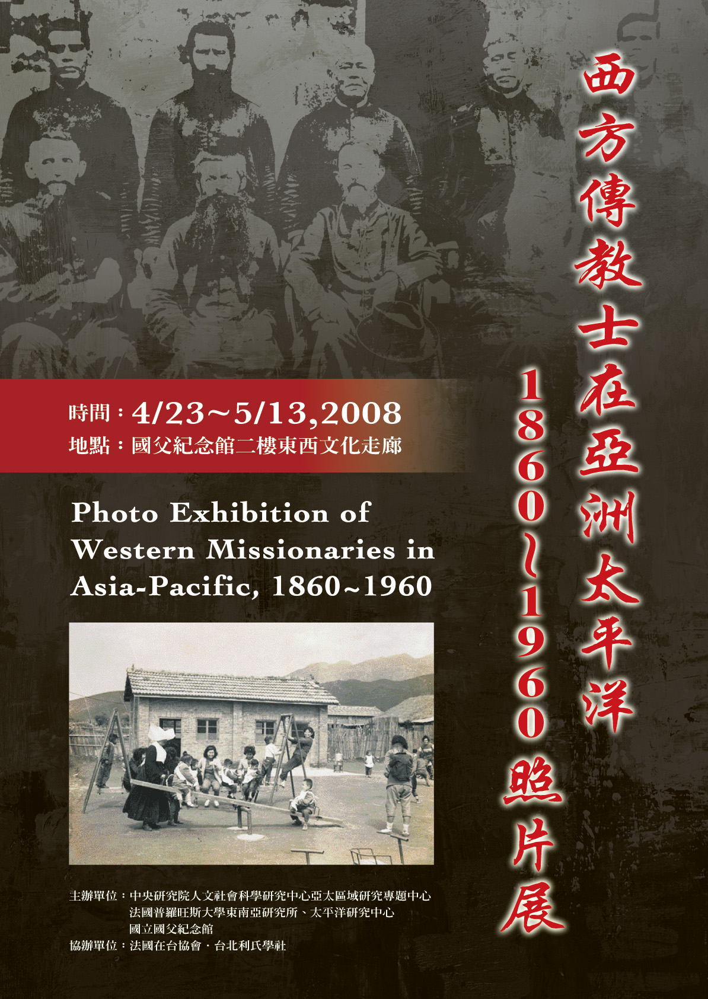 西方傳教士在亞洲太平洋
1860~1960照片展
時間：4/23~5/13,2008
地點：國父紀念館二樓東西文化走廊
Photo Exhibition of
Western Missionaries in
Asia-Pacific, 1860~1960
主辦單位：中央研究院人文社會科學研究中心亞太區域研究專題中心
法國普羅旺斯大學東南亞研究所、太平洋研究中心
國立國父紀念館
協辦單位：法國在台協會．台北利氏學社